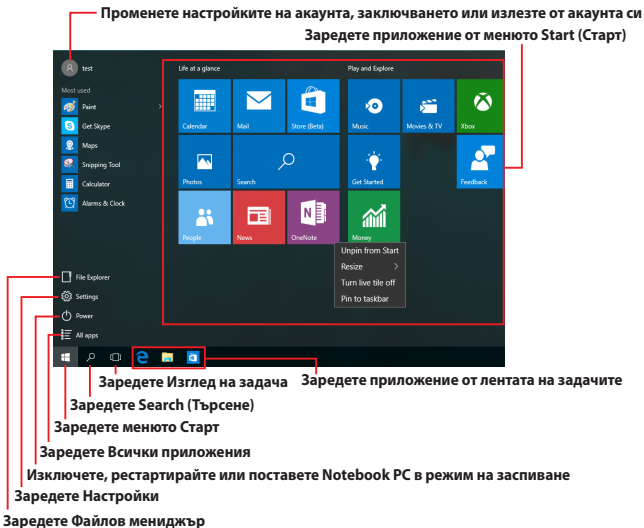 Променете настройките на акаунта, заключването или излезте от акаунта си
Заредете приложение от менюто Start (Старт)
test
Life at a glance
Play and Explore
Most used
Paint
Get Skype
Maps
Snipping Tool
Calculator
Alarms & Clock
Calendar
Mail
Store (Beta)
Music
Movies & TV
Xbox
Photos
Search
Get Started
Feedback
People
News
OneNote
Money
Unpin from Start
Resize
Turn live tile off
Pin to taskbar
File Explorer
Settings
Power
All apps
Заредете Изглед на задача
Заредете приложение от лентата на задачите
Заредете Search (Търсене)
Заредете менюто Старт
Заредете Всички приложения
Изключете, рестартирайте или поставете Notebook PC в режим на заспиване
Заредете Настройки
Заредете Файлов мениджър